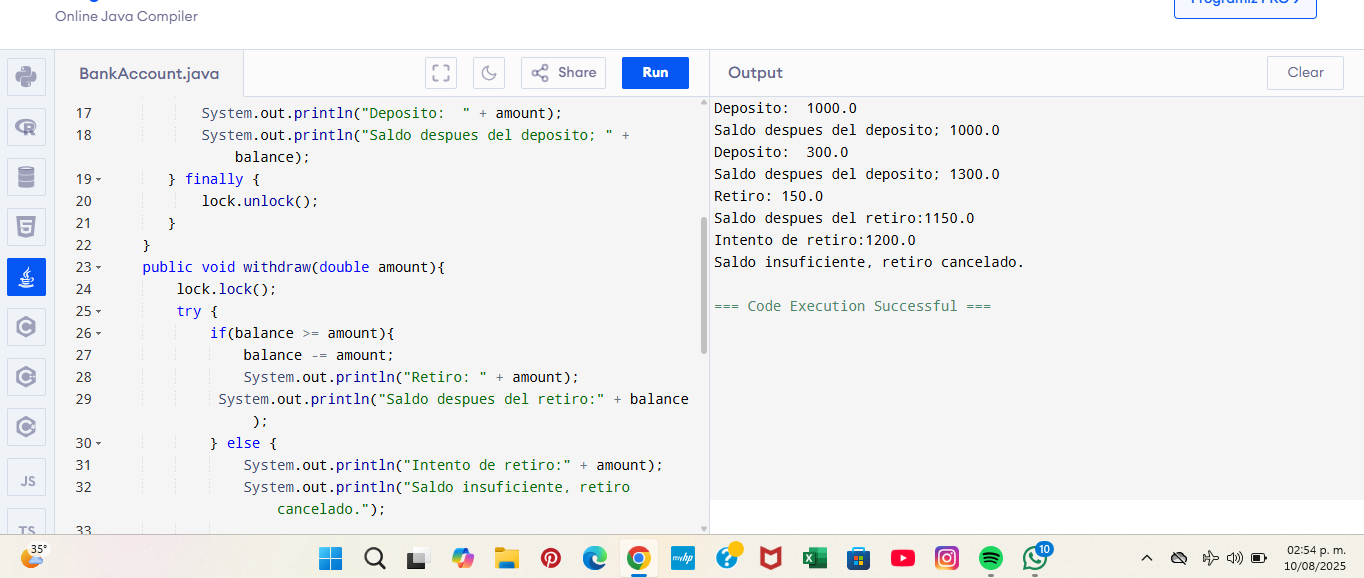 Online Java Compiler
BankAccount.java
Share
Run
Output
Clear
17 System.out.println("Deposito:  " + amount);
18 System.out.println("Saldo despues del deposito; " +
balance);
19 } finally {
20 lock.unlock();
21 }
22 }
23 public void withdraw(double amount){
24 lock.lock();
25 try {
26 if(balance >= amount){
27 balance -= amount;
28 System.out.println("Retiro: " + amount);
29 System.out.println("Saldo despues del retiro:" + balance
);
30 } else {
31 System.out.println("Intento de retiro:" + amount);
32 System.out.println("Saldo insuficiente, retiro
cancelado.");
33
Deposito:  1000.0
Saldo despues del deposito; 1000.0
Deposito:  300.0
Saldo despues del deposito; 1300.0
Retiro: 150.0
Saldo despues del retiro:1150.0
Intento de retiro:1200.0
Saldo insuficiente, retiro cancelado.
=== Code Execution Successful ===
JS
TS
35°
myhp
10
02:54 p. m.
10/08/2025